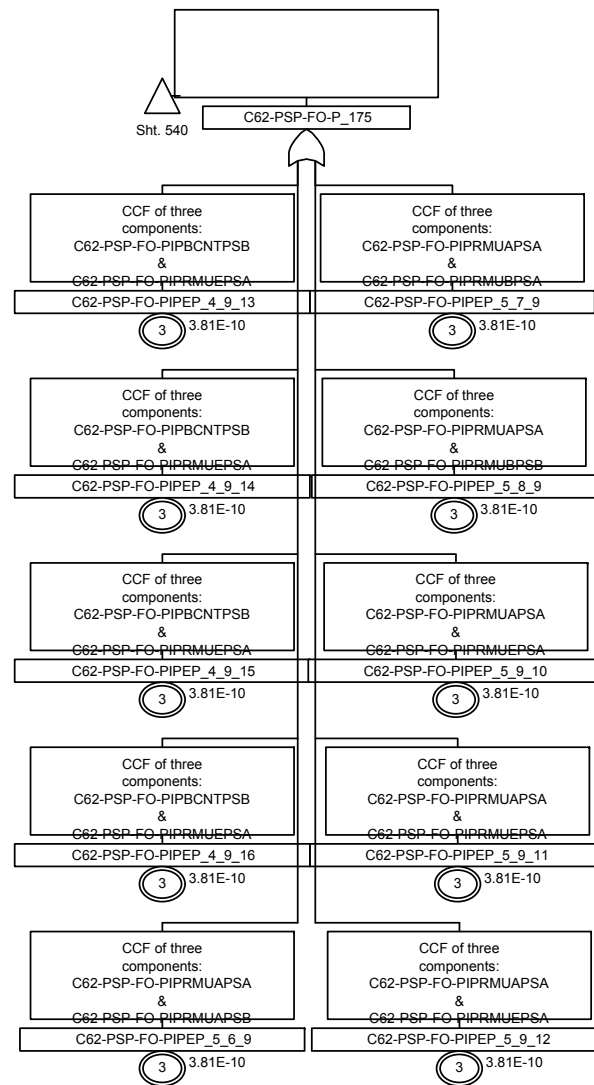 C62-PSP-FO-P_175
Sht. 540
CCF of three
components:
C62-PSP-FO-PIPBCNTPSB
&
C62-PSP-FO-PIPRMUEPSA
C62-PSP-FO-PIPEP_4_9_13
3
3.81E-10
CCF of three
components:
C62-PSP-FO-PIPRMUAPSA
&
C62-PSP-FO-PIPRMUBPSA
C62-PSP-FO-PIPEP_5_7_9
3
3.81E-10
CCF of three
components:
C62-PSP-FO-PIPBCNTPSB
&
C62-PSP-FO-PIPRMUEPSA
C62-PSP-FO-PIPEP_4_9_14
3
3.81E-10
CCF of three
components:
C62-PSP-FO-PIPRMUAPSA
&
C62-PSP-FO-PIPRMUBPSB
C62-PSP-FO-PIPEP_5_8_9
3
3.81E-10
CCF of three
components:
C62-PSP-FO-PIPBCNTPSB
&
C62-PSP-FO-PIPRMUEPSA
C62-PSP-FO-PIPEP_4_9_15
3
3.81E-10
CCF of three
components:
C62-PSP-FO-PIPRMUAPSA
&
C62-PSP-FO-PIPRMUEPSA
C62-PSP-FO-PIPEP_5_9_10
3
3.81E-10
CCF of three
components:
C62-PSP-FO-PIPBCNTPSB
&
C62-PSP-FO-PIPRMUEPSA
C62-PSP-FO-PIPEP_4_9_16
3
3.81E-10
CCF of three
components:
C62-PSP-FO-PIPRMUAPSA
&
C62-PSP-FO-PIPRMUEPSA
C62-PSP-FO-PIPEP_5_9_11
3
3.81E-10
CCF of three
components:
C62-PSP-FO-PIPRMUAPSA
&
C62-PSP-FO-PIPRMUAPSB
C62-PSP-FO-PIPEP_5_6_9
3
3.81E-10
CCF of three
components:
C62-PSP-FO-PIPRMUAPSA
&
C62-PSP-FO-PIPRMUEPSA
C62-PSP-FO-PIPEP_5_9_12
3
3.81E-10